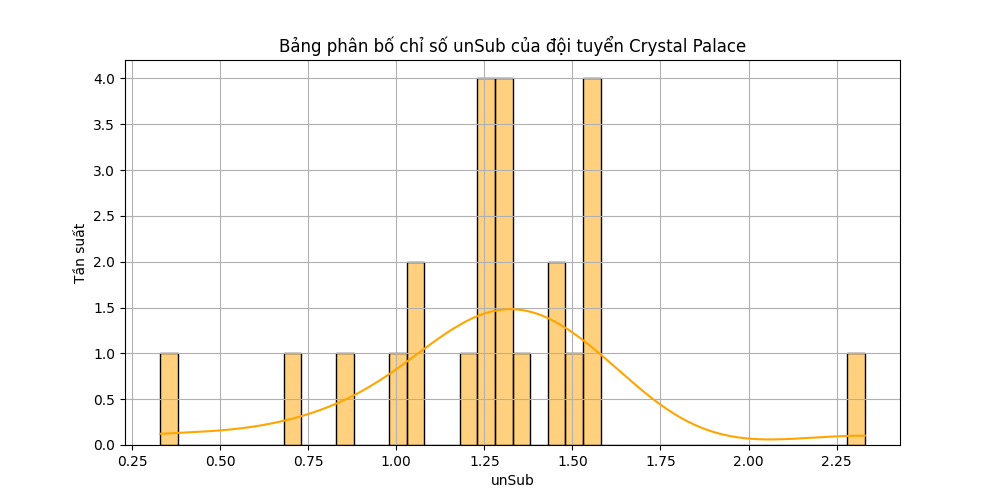 Bảng phân bố chỉ số unSub của đội tuyển Crystal Palace
Tần suất
4.0
3.5
3.0
2.5
2.0
1.5
1.0
0.5
0.0
0.25 0.50 0.75 1.00 1.25 1.50 1.75 2.00 2.25
unSub